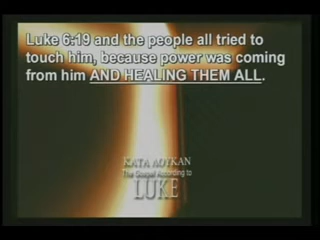 Luke 6:19 and the people all tried to
touch him, because power was coming
from him AND HEALING THEM ALL.
KATA ΛΟΥΚΑΝ
The Gospel According to
LUKE